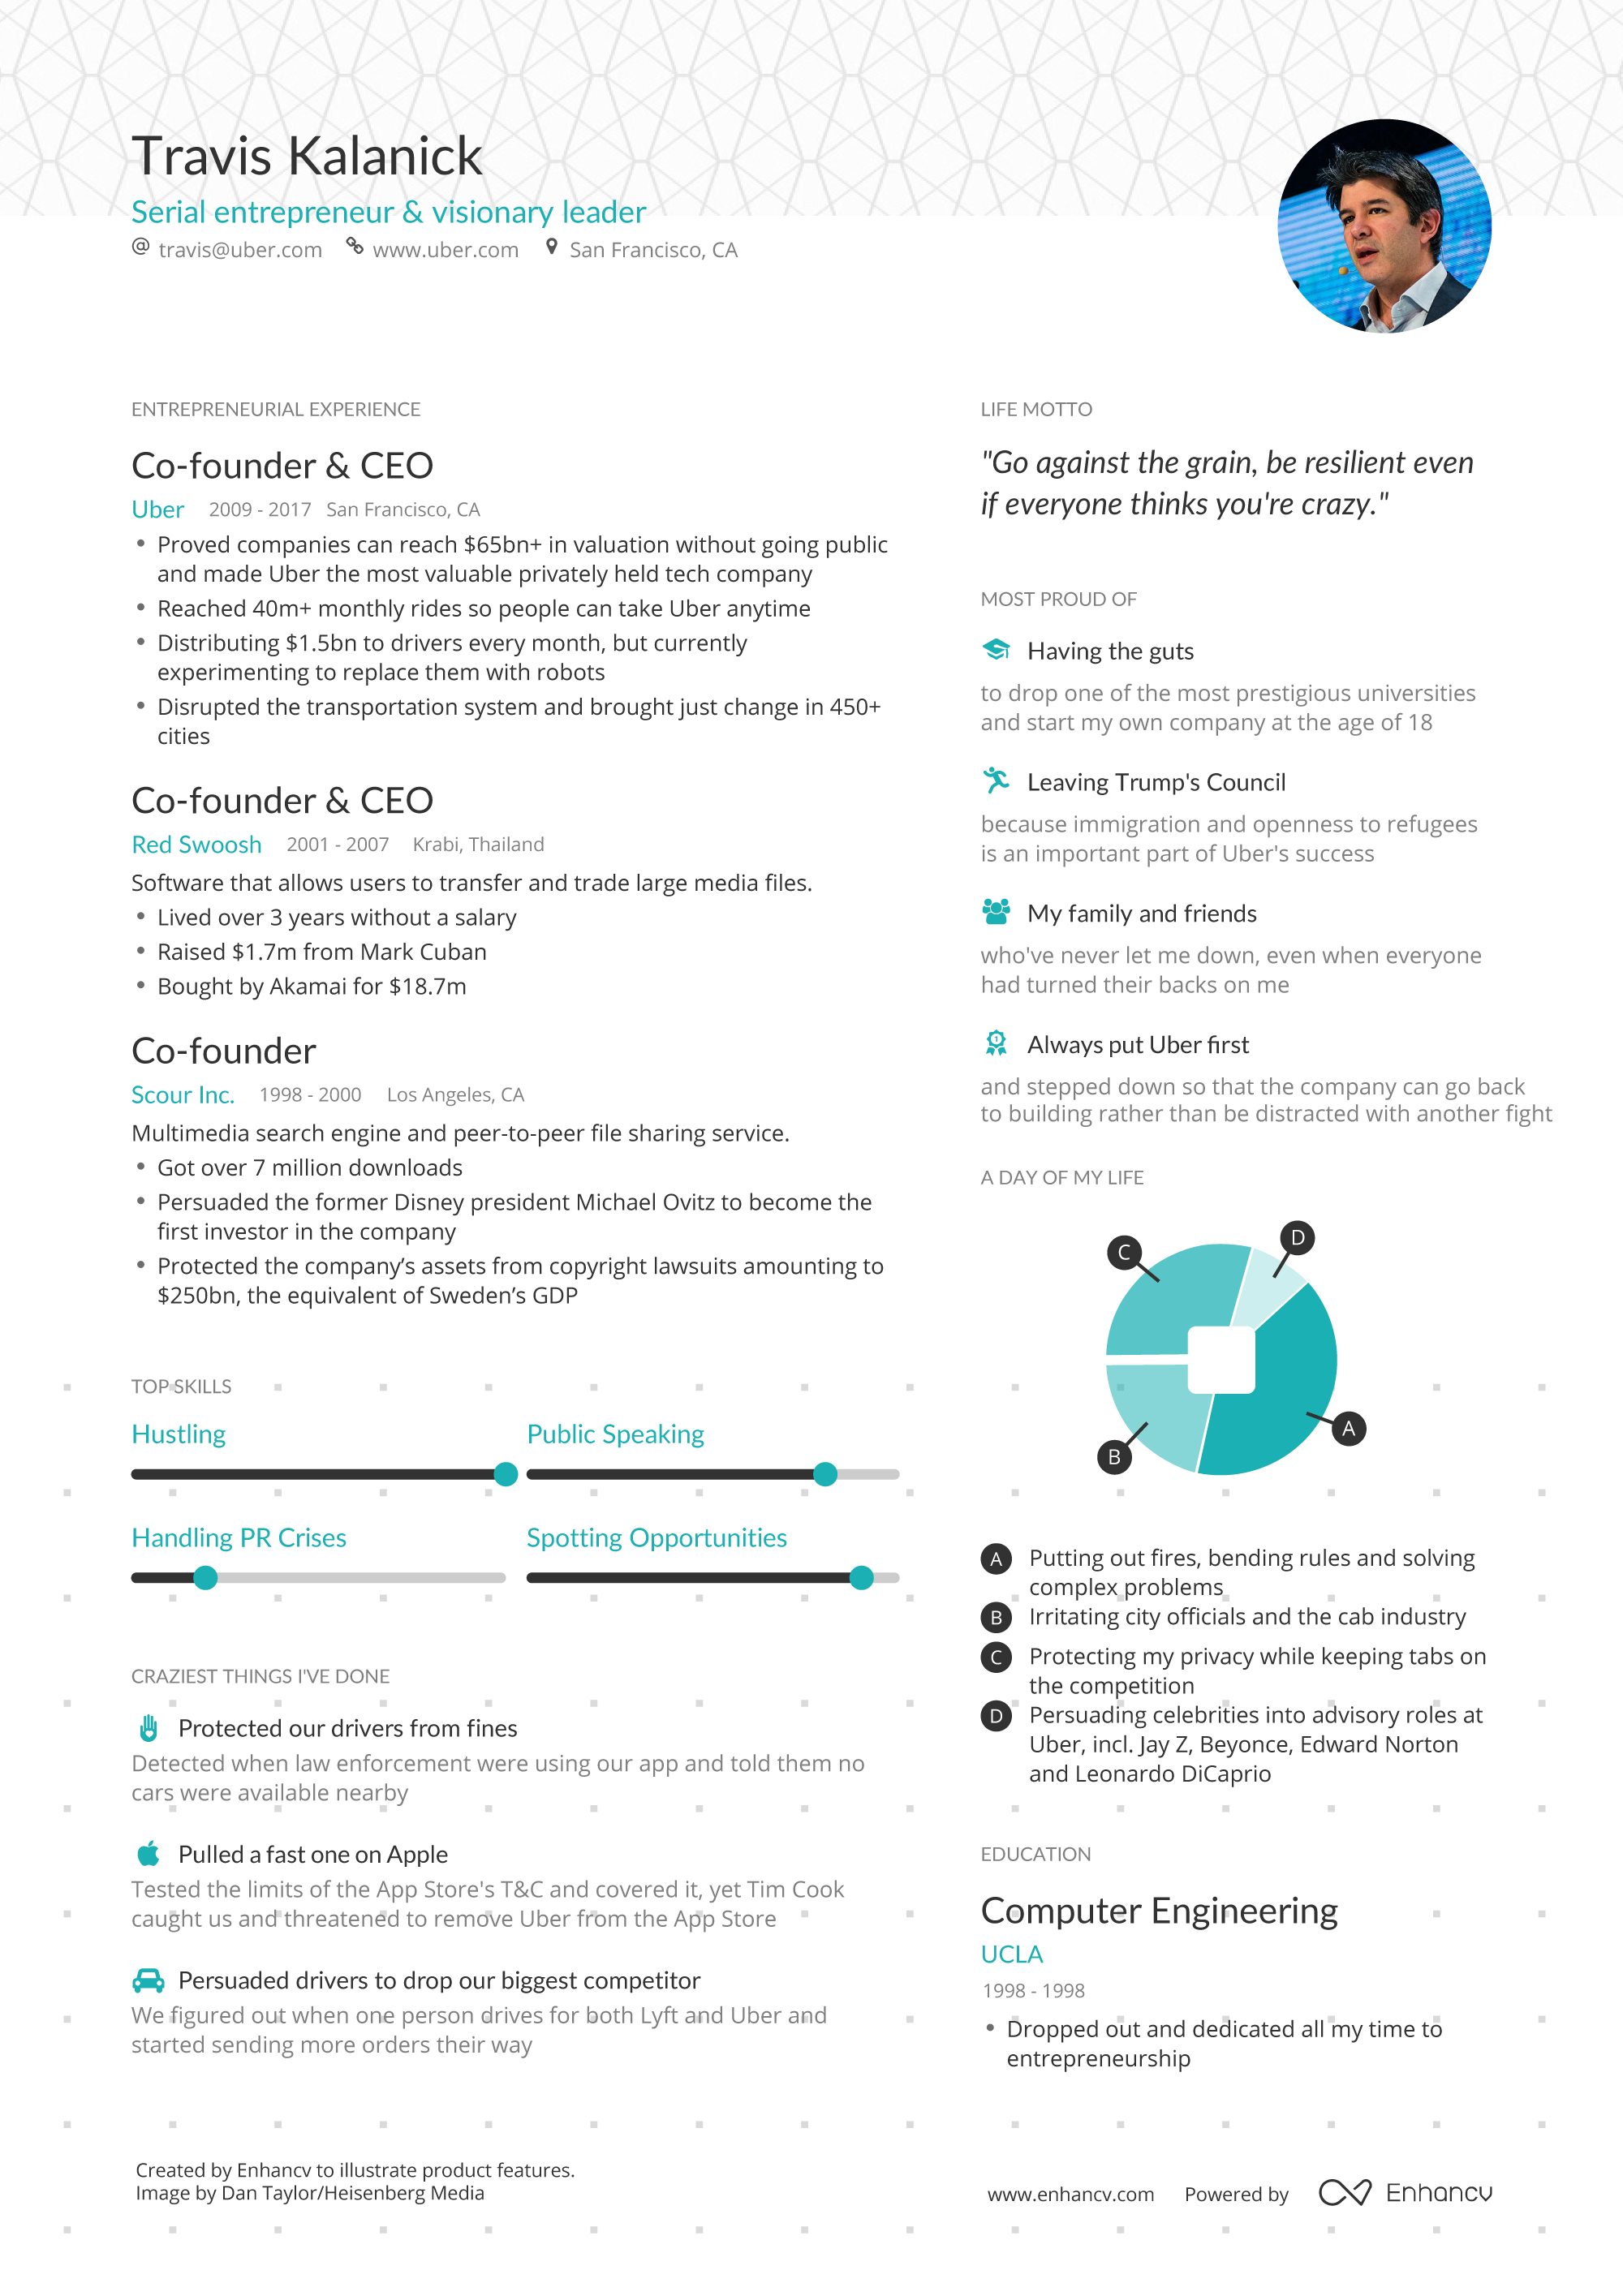 Travis Kalanick
Serial entrepreneur & visionary leader
@ travis@uber.com www.uber.com San Francisco, CA
ENTREPRENEURIAL EXPERIENCE
Co-founder & CEO
Uber 2009 - 2017 San Francisco, CA
• Proved companies can reach $65bn+ in valuation without going public
and made Uber the most valuable privately held tech company
• Reached 40m+ monthly rides so people can take Uber anytime
• Distributing $1.5bn to drivers every month, but currently
experimenting to replace them with robots
• Disrupted the transportation system and brought just change in 450+
cities
Co-founder & CEO
Red Swoosh 2001 - 2007 Krabi, Thailand
Software that allows users to transfer and trade large media files.
• Lived over 3 years without a salary
• Raised $1.7m from Mark Cuban
• Bought by Akamai for $18.7m
Co-founder
Scour Inc. 1998 - 2000 Los Angeles, CA
Multimedia search engine and peer-to-peer file sharing service.
• Got over 7 million downloads
• Persuaded the former Disney president Michael Ovitz to become the
first investor in the company
• Protected the company’s assets from copyright lawsuits amounting to
$250bn, the equivalent of Sweden’s GDP
TOP SKILLS
Hustling Public Speaking
Handling PR Crises Spotting Opportunities
CRAZIEST THINGS I'VE DONE
Protected our drivers from fines
Detected when law enforcement were using our app and told them no
cars were available nearby
Pulled a fast one on Apple
Tested the limits of the App Store's T&C and covered it, yet Tim Cook
caught us and threatened to remove Uber from the App Store
Persuaded drivers to drop our biggest competitor
We figured out when one person drives for both Lyft and Uber and
started sending more orders their way
LIFE MOTTO
"Go against the grain, be resilient even
if everyone thinks you're crazy."
MOST PROUD OF
Having the guts
to drop one of the most prestigious universities
and start my own company at the age of 18
Leaving Trump's Council
because immigration and openness to refugees
is an important part of Uber's success
My family and friends
who've never let me down, even when everyone
had turned their backs on me
1 Always put Uber first
and stepped down so that the company can go back
to building rather than be distracted with another fight
A DAY OF MY LIFE
C
D
A
B
A Putting out fires, bending rules and solving
complex problems
B Irritating city officials and the cab industry
C Protecting my privacy while keeping tabs on
the competition
D Persuading celebrities into advisory roles at
Uber, incl. Jay Z, Beyonce, Edward Norton
and Leonardo DiCaprio
EDUCATION
Computer Engineering
UCLA
1998 - 1998
• Dropped out and dedicated all my time to
entrepreneurship
Created by Enhancv to illustrate product features.
Image by Dan Taylor/Heisenberg Media
www.enhancv.com Powered by Enhancv